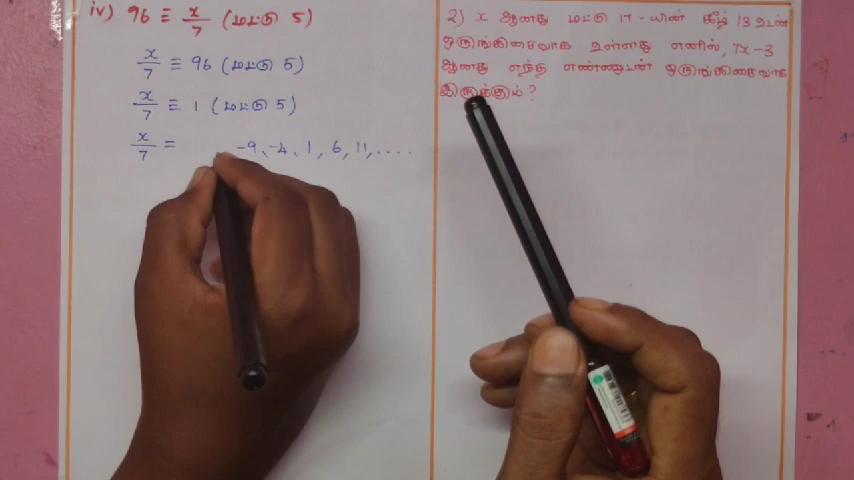 iv) 96 ≡ x/7 (மட்டு 5)
x/7 ≡ 96 (மட்டு 5)
x/7 ≡ 1 (மட்டு 5)
x/7 = -9, -4, 1, 6, 11, ....
2) x ஆனது மட்டு 17-யின் கீழ் 13 உடன்
ஒருங்கிசைவாக உள்ளது எனில், 7x-3
ஆனது எந்த எண்ணுடன் ஒருங்கிசைவாக
இருக்கும்?